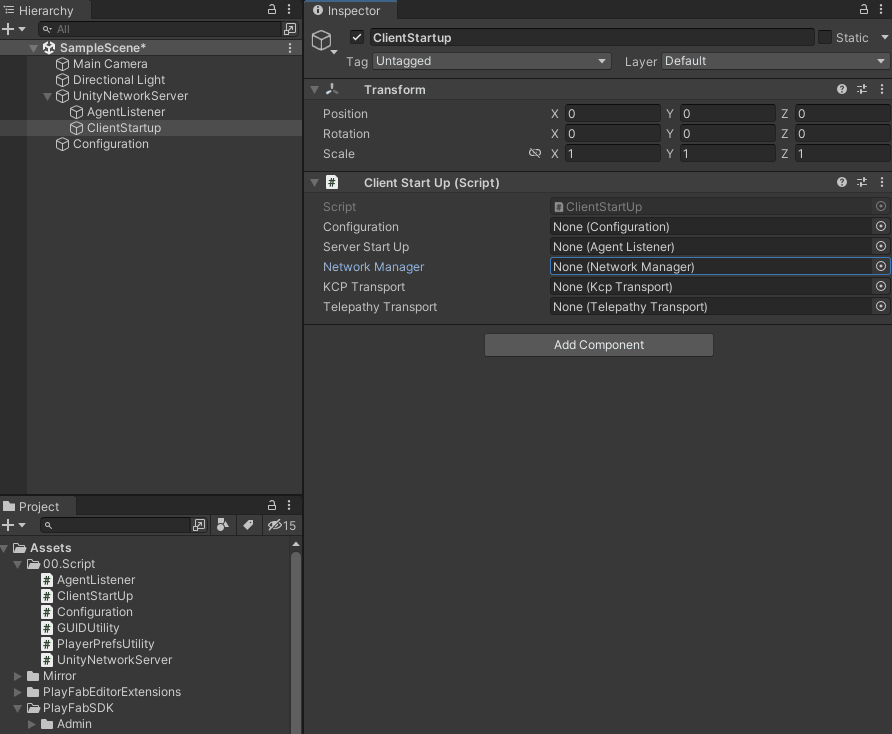 Hierarchy
All
SampleScene*
Main Camera
Directional Light
UnityNetworkServer
AgentListener
ClientStartup
Configuration
Inspector
ClientStartup
Static
Tag Untagged Layer Default
Transform
Position X 0 Y 0 Z 0
Rotation X 0 Y 0 Z 0
Scale X 1 Y 1 Z 1
# Client Start Up (Script)
Script ClientStartUp
Configuration None (Configuration)
Server Start Up None (Agent Listener)
Network Manager None (Network Manager)
KCP Transport None (Kcp Transport)
Telepathy Transport None (Telepathy Transport)
Add Component
Project
15
Assets
00.Script
# AgentListener
# ClientStartUp
# Configuration
# GUIDUtility
# PlayerPrefsUtility
# UnityNetworkServer
Mirror
PlayFabEditorExtensions
PlayFabSDK
Admin